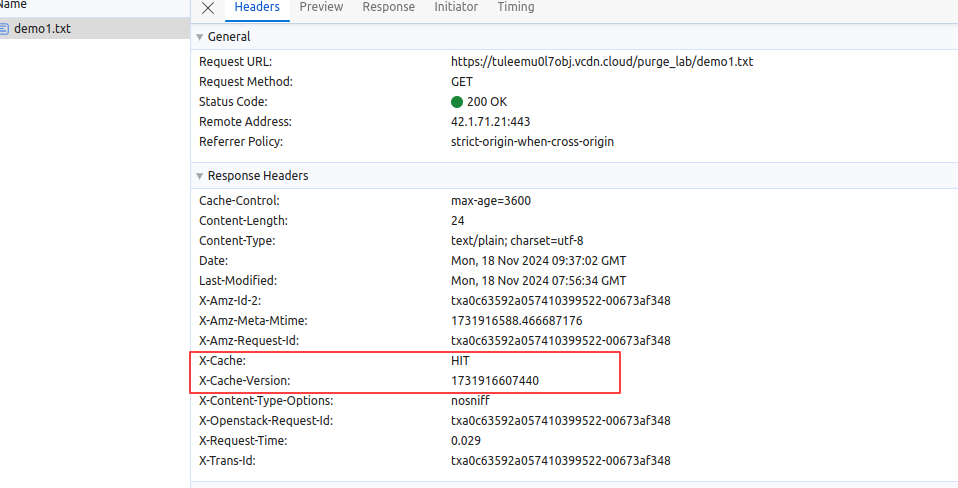 Name
Headers Preview Response Initiator Timing
demo1.txt
General
Request URL: https://tuleemu0l7obj.vcdn.cloud/purge_lab/demo1.txt
Request Method: GET
Status Code: 200 OK
Remote Address: 42.1.71.21:443
Referrer Policy: strict-origin-when-cross-origin
Response Headers
Cache-Control: max-age=3600
Content-Length: 24
Content-Type: text/plain; charset=utf-8
Date: Mon, 18 Nov 2024 09:37:02 GMT
Last-Modified: Mon, 18 Nov 2024 07:56:34 GMT
X-Amz-Id-2: txa0c63592a057410399522-00673af348
X-Amz-Meta-Mtime: 1731916588.466687176
X-Amz-Request-Id: txa0c63592a057410399522-00673af348
X-Cache: HIT
X-Cache-Version: 1731916607440
X-Content-Type-Options: nosniff
X-Openstack-Request-Id: txa0c63592a057410399522-00673af348
X-Request-Time: 0.029
X-Trans-Id: txa0c63592a057410399522-00673af348